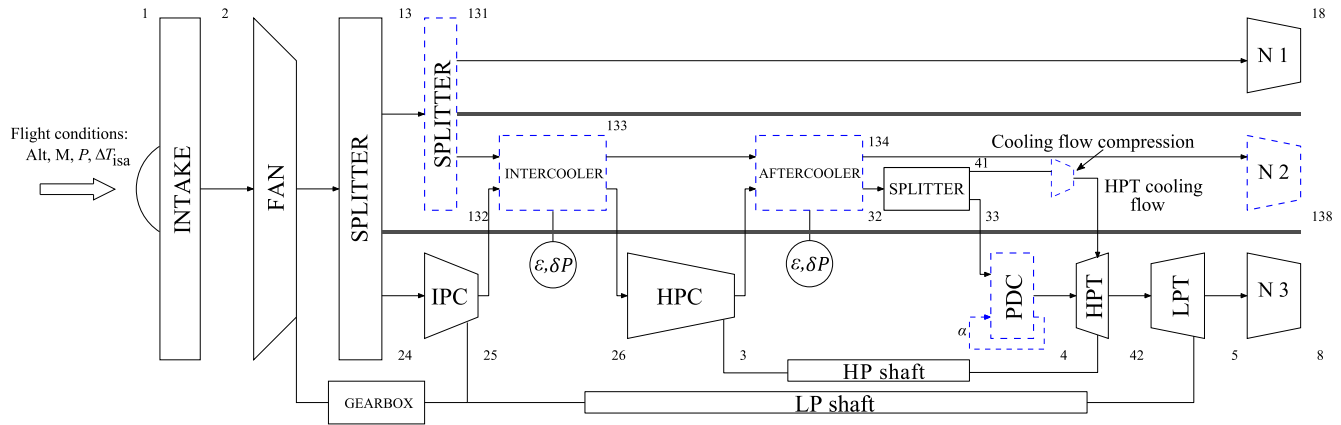 1
2
13
131
18
INTAKE
FAN
SPLITTER
SPLITTER
N 1
Flight conditions:
Alt, M, P, ΔT_isa
133
134
41
Cooling flow compression
INTERCOOLER
AFTERCOOLER
SPLITTER
HPT cooling
flow
N 2
132
32
33
138
ε,δP
ε,δP
IPC
HPC
PDC
α
HPT
LPT
N 3
24
25
26
3
4
42
5
8
HP shaft
GEARBOX
LP shaft